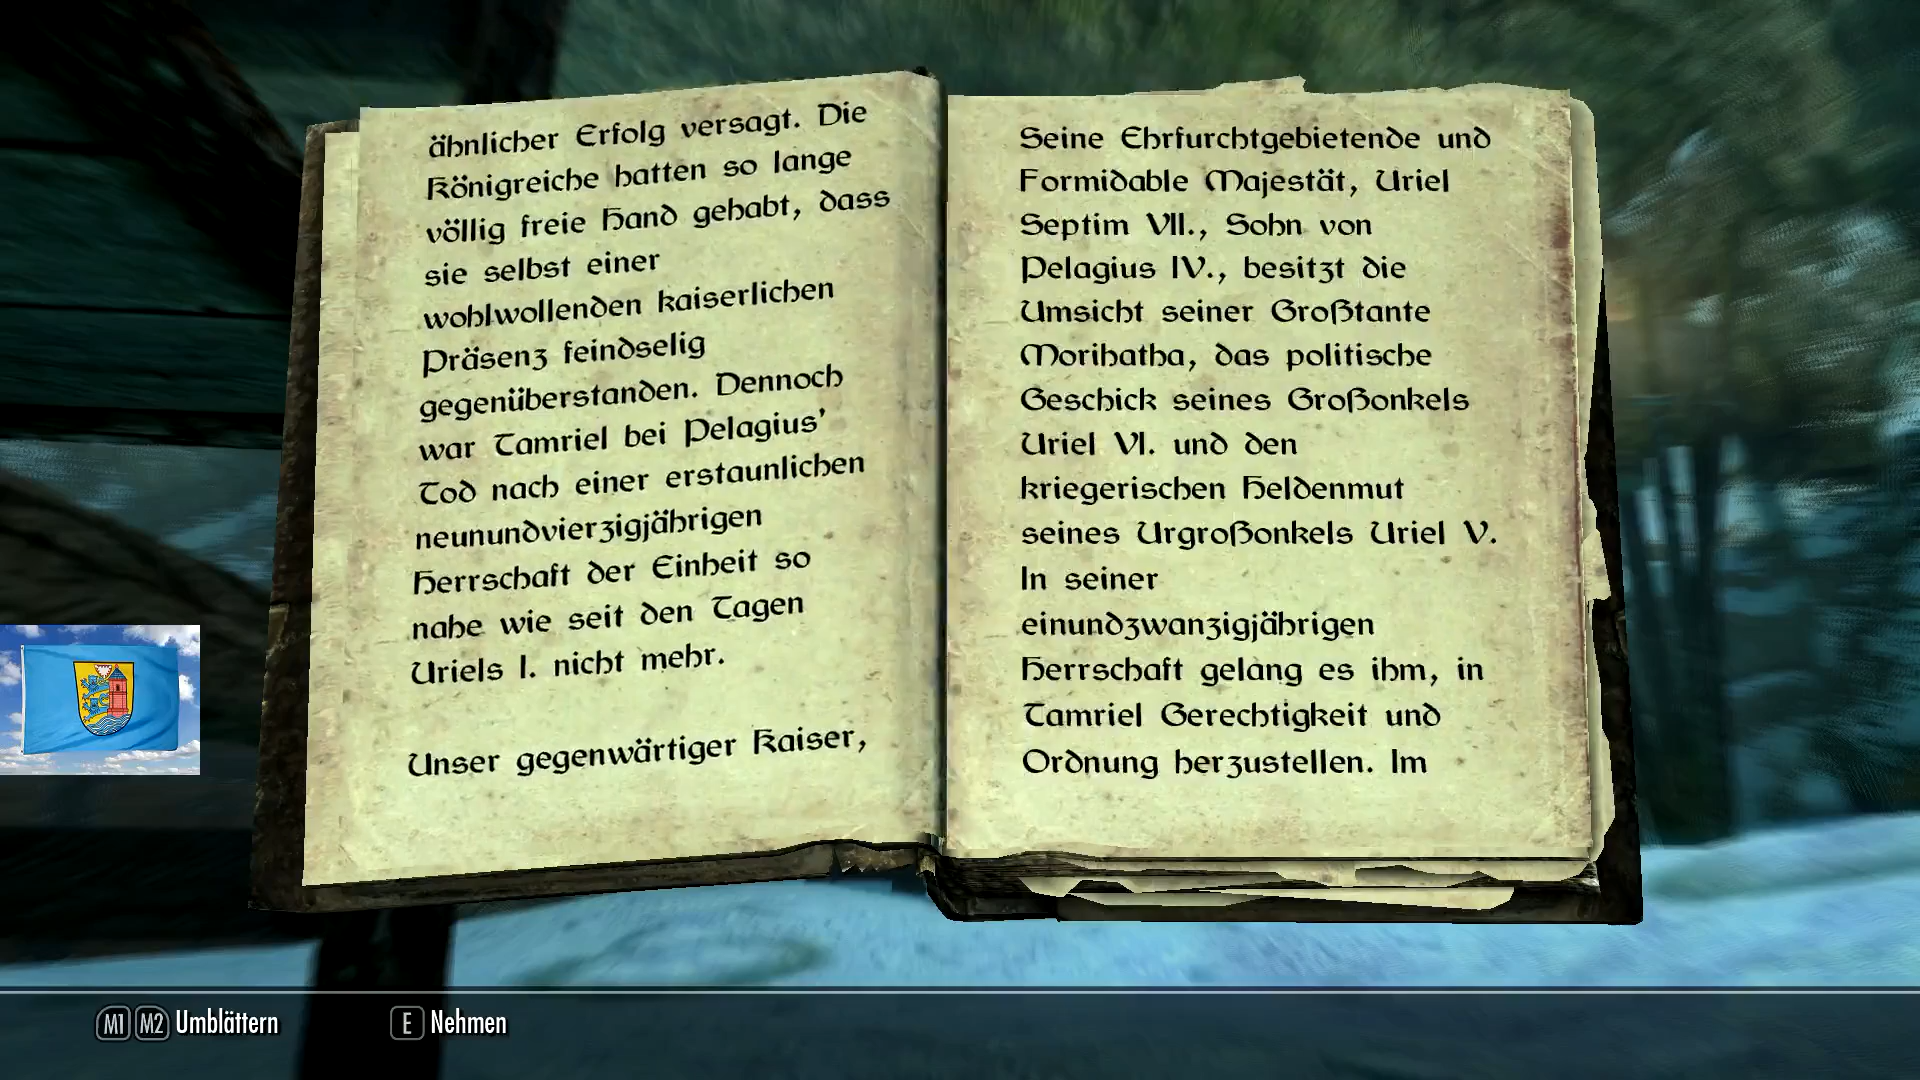 ähnlicher Erfolg versagt. Die
Königreiche hatten so lange
völlig freie Hand gehabt, dass
sie selbst einer
wohlwollenden kaiserlichen
Präsenz feindselig
gegenüberstanden. Dennoch
war Tamriel bei Pelagius'
Tod nach einer erstaunlichen
neunundvierzigjährigen
Herrschaft der Einheit so
nahe wie seit den Tagen
Uriels I. nicht mehr.
Unser gegenwärtiger Kaiser,
Seine Ehrfurchtgebietende und
Formidable Majestät, Uriel
Septim VII., Sohn von
Pelagius IV., besitzt die
Umsicht seiner Großtante
Morihatha, das politische
Geschick seines Großonkels
Uriel VI. und den
kriegerischen Heldenmut
seines Urgroßonkels Uriel V.
In seiner
einundzwanzigjährigen
Herrschaft gelang es ihm, in
Tamriel Gerechtigkeit und
Ordnung herzustellen. Im
M1 M2 Umblättern
E Nehmen